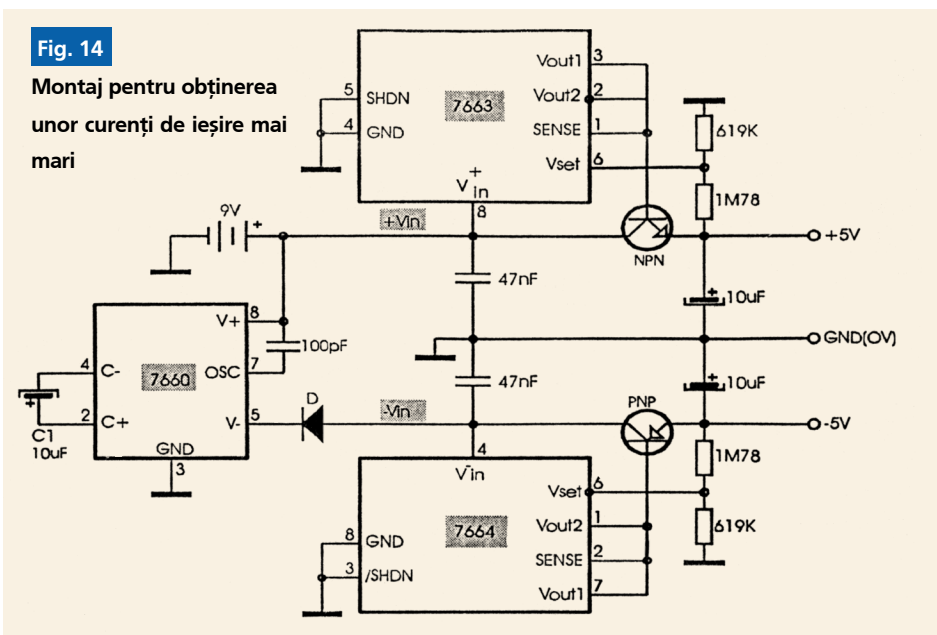 Fig. 14
Montaj pentru obținerea
unor curenți de ieșire mai
mari
7663
5 SHDN
4 GND
Vout1 3
Vout2 2
SENSE 1
Vset 6
V+in
8
619K
1M78
9V
+
+Vin
NPN
+5V
47nF
+
10uF
GND(0V)
7660
V+ 8
OSC 7
100pF
4 C-
2 C+
V- 5
GND
3
+
C1
10uF
D
-Vin
47nF
+
10uF
PNP
-5V
4
V-in
7664
8 GND
3 /SHDN
Vset 6
Vout2 1
SENSE 2
Vout1 7
1M78
619K